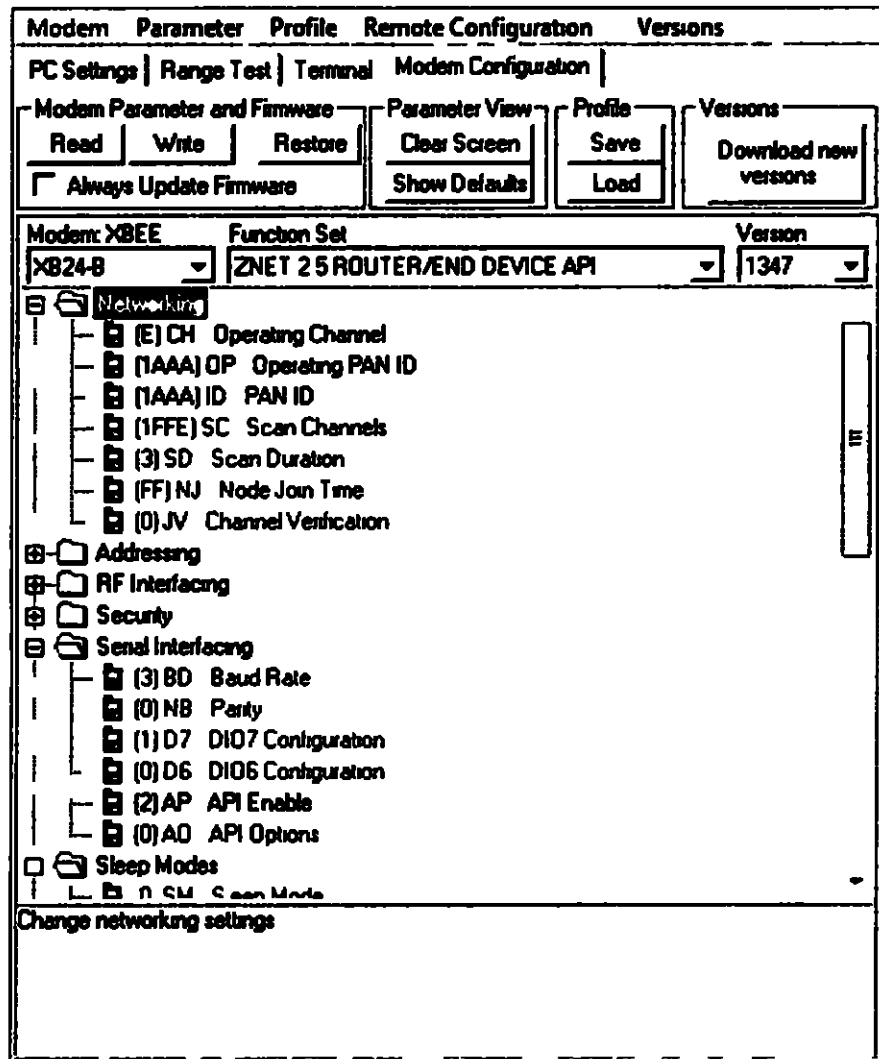 Modem Parameter Profile Remote Configuration Versions
PC Settings Range Test Terminal Modem Configuration
Modem Parameter and Firmware Parameter View Profile Versions
Read Write Restore Clear Screen Save Download new versions
Always Update Firmware Show Defaults Load
Modem: XBEE Function Set Version
XB24-B ZNET 2 5 ROUTER/END DEVICE API 1347
Networking
(E) CH Operating Channel
(1AAA) OP Operating PAN ID
(1AAA) ID PAN ID
(1FFE) SC Scan Channels
(3) SD Scan Duration
(FF) NJ Node Join Time
(0) JV Channel Verification
Addressing
RF Interfacing
Security
Serial Interfacing
(3) BD Baud Rate
(0) NB Parity
(1) D7 DIO7 Configuration
(0) D6 DIO6 Configuration
(2) AP API Enable
(0) AO API Options
Sleep Modes
SM Mode
Change networking settings